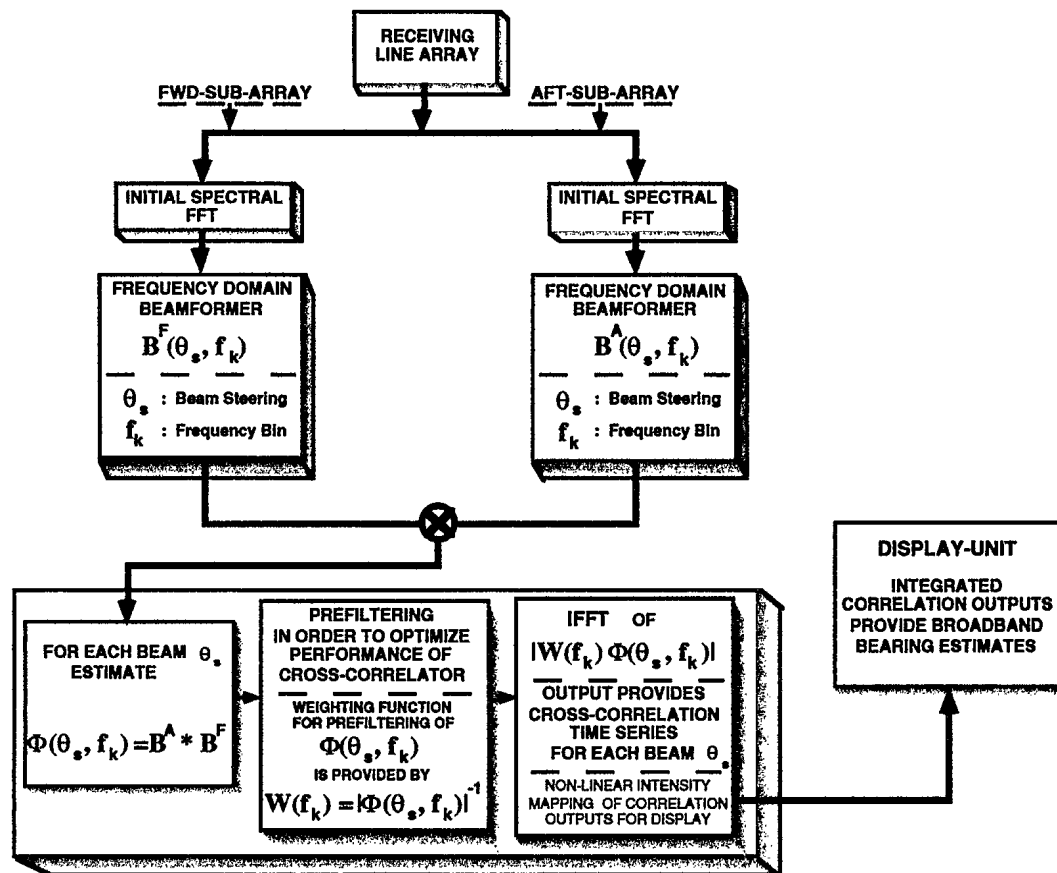 RECEIVING
LINE ARRAY
FWD-SUB-ARRAY
AFT-SUB-ARRAY
INITIAL SPECTRAL
FFT
INITIAL SPECTRAL
FFT
FREQUENCY DOMAIN
BEAMFORMER
B^F(θ_s, f_k)
θ_s : Beam Steering
f_k : Frequency Bin
FREQUENCY DOMAIN
BEAMFORMER
B^A(θ_s, f_k)
θ_s : Beam Steering
f_k : Frequency Bin
FOR EACH BEAM θ_s
ESTIMATE
Φ(θ_s, f_k) = B^A * B^F
PREFILTERING
IN ORDER TO OPTIMIZE
PERFORMANCE OF
CROSS-CORRELATOR
WEIGHTING FUNCTION
FOR PREFILTERING OF
Φ(θ_s, f_k)
IS PROVIDED BY
W(f_k) = |Φ(θ_s, f_k)|^-1
IFFT OF
|W(f_k) Φ(θ_s, f_k)|
OUTPUT PROVIDES
CROSS-CORRELATION
TIME SERIES
FOR EACH BEAM θ_s
NON-LINEAR INTENSITY
MAPPING OF CORRELATION
OUTPUTS FOR DISPLAY
DISPLAY-UNIT
INTEGRATED
CORRELATION OUTPUTS
PROVIDE BROADBAND
BEARING ESTIMATES